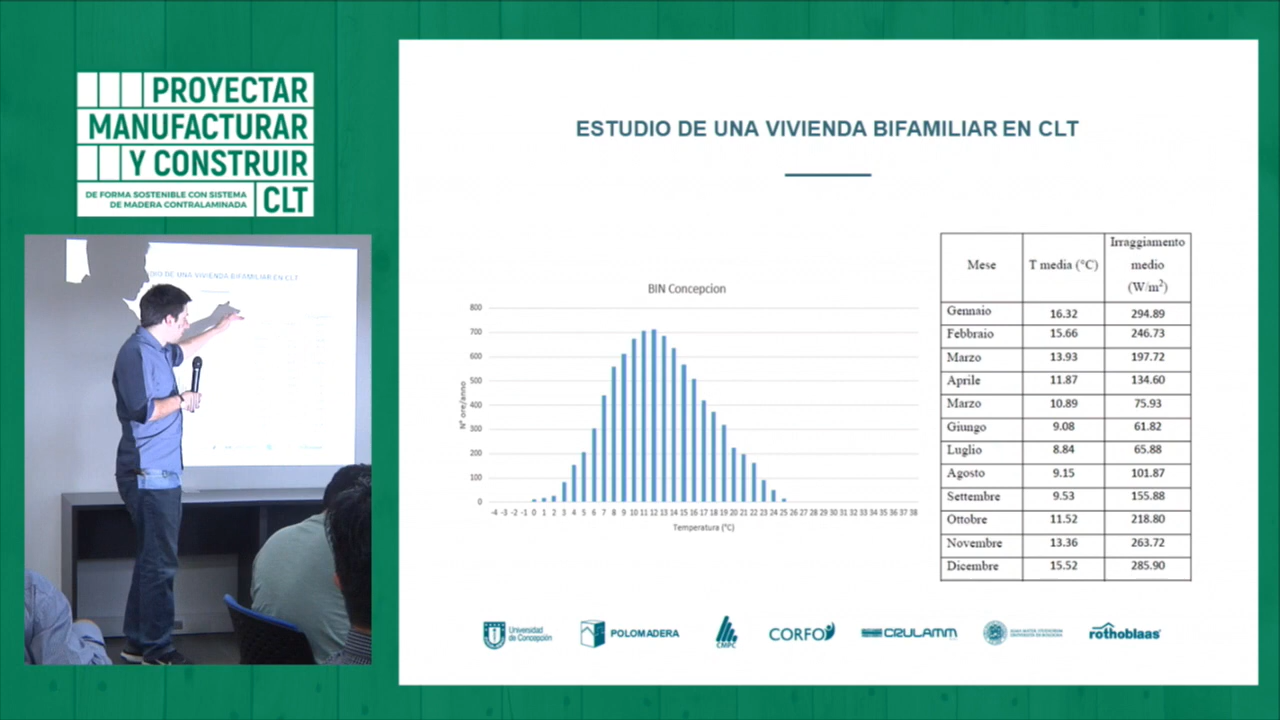 PROYECTAR
MANUFACTURAR
Y CONSTRUIR
DE FORMA SOSTENIBLE CON SISTEMA
DE MADERA CONTRALAMINADA
CLT
ESTUDIO DE UNA VIVIENDA BIFAMILIAR EN CLT
BIN Concepcion
800
700
600
500
400
300
200
100
0
N° ore/anno
-4 -3 -2 -1 0 1 2 3 4 5 6 7 8 9 10 11 12 13 14 15 16 17 18 19 20 21 22 23 24 25 26 27 28 29 30 31 32 33 34 35 36 37 38
Temperatura (°C)
Mese T media (°C) Irraggiamento
medio
(W/m²)
Gennaio 16.32 294.89
Febbraio 15.66 246.73
Marzo 13.93 197.72
Aprile 11.87 134.60
Marzo 10.89 75.93
Giungo 9.08 61.82
Luglio 8.84 65.88
Agosto 9.15 101.87
Settembre 9.53 155.88
Ottobre 11.52 218.80
Novembre 13.36 263.72
Dicembre 15.52 285.90
DIO DE UNA VIVIENDA BIFAMILIAR EN CLT
Universidad
de Concepción
POLOMADERA
CMPC
CORFO
CRULAMM
rothoblaas